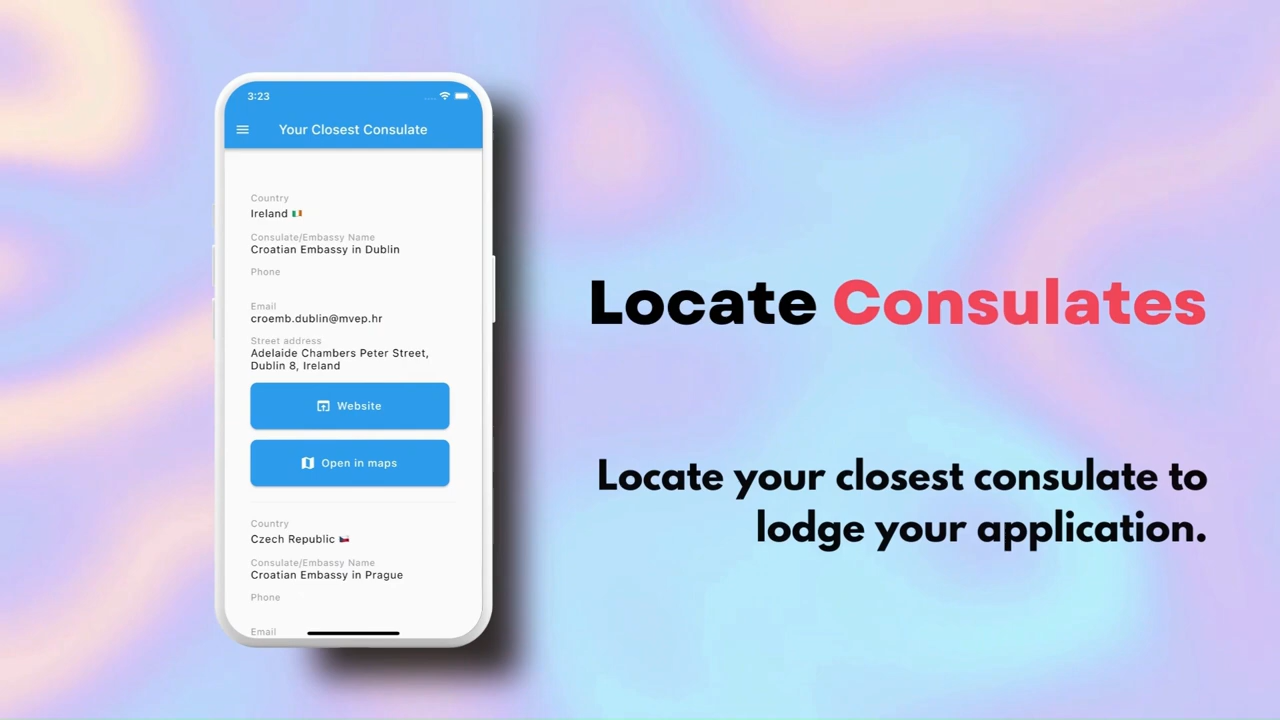 3:23
Your Closest Consulate
Country
Ireland
Consulate/Embassy Name
Croatian Embassy in Dublin
Phone
Email
croemb.dublin@mvep.hr
Street address
Adelaide Chambers Peter Street,
Dublin 8, Ireland
Website
Open in maps
Country
Czech Republic
Consulate/Embassy Name
Croatian Embassy in Prague
Phone
Email
Locate Consulates
Locate your closest consulate to
lodge your application.